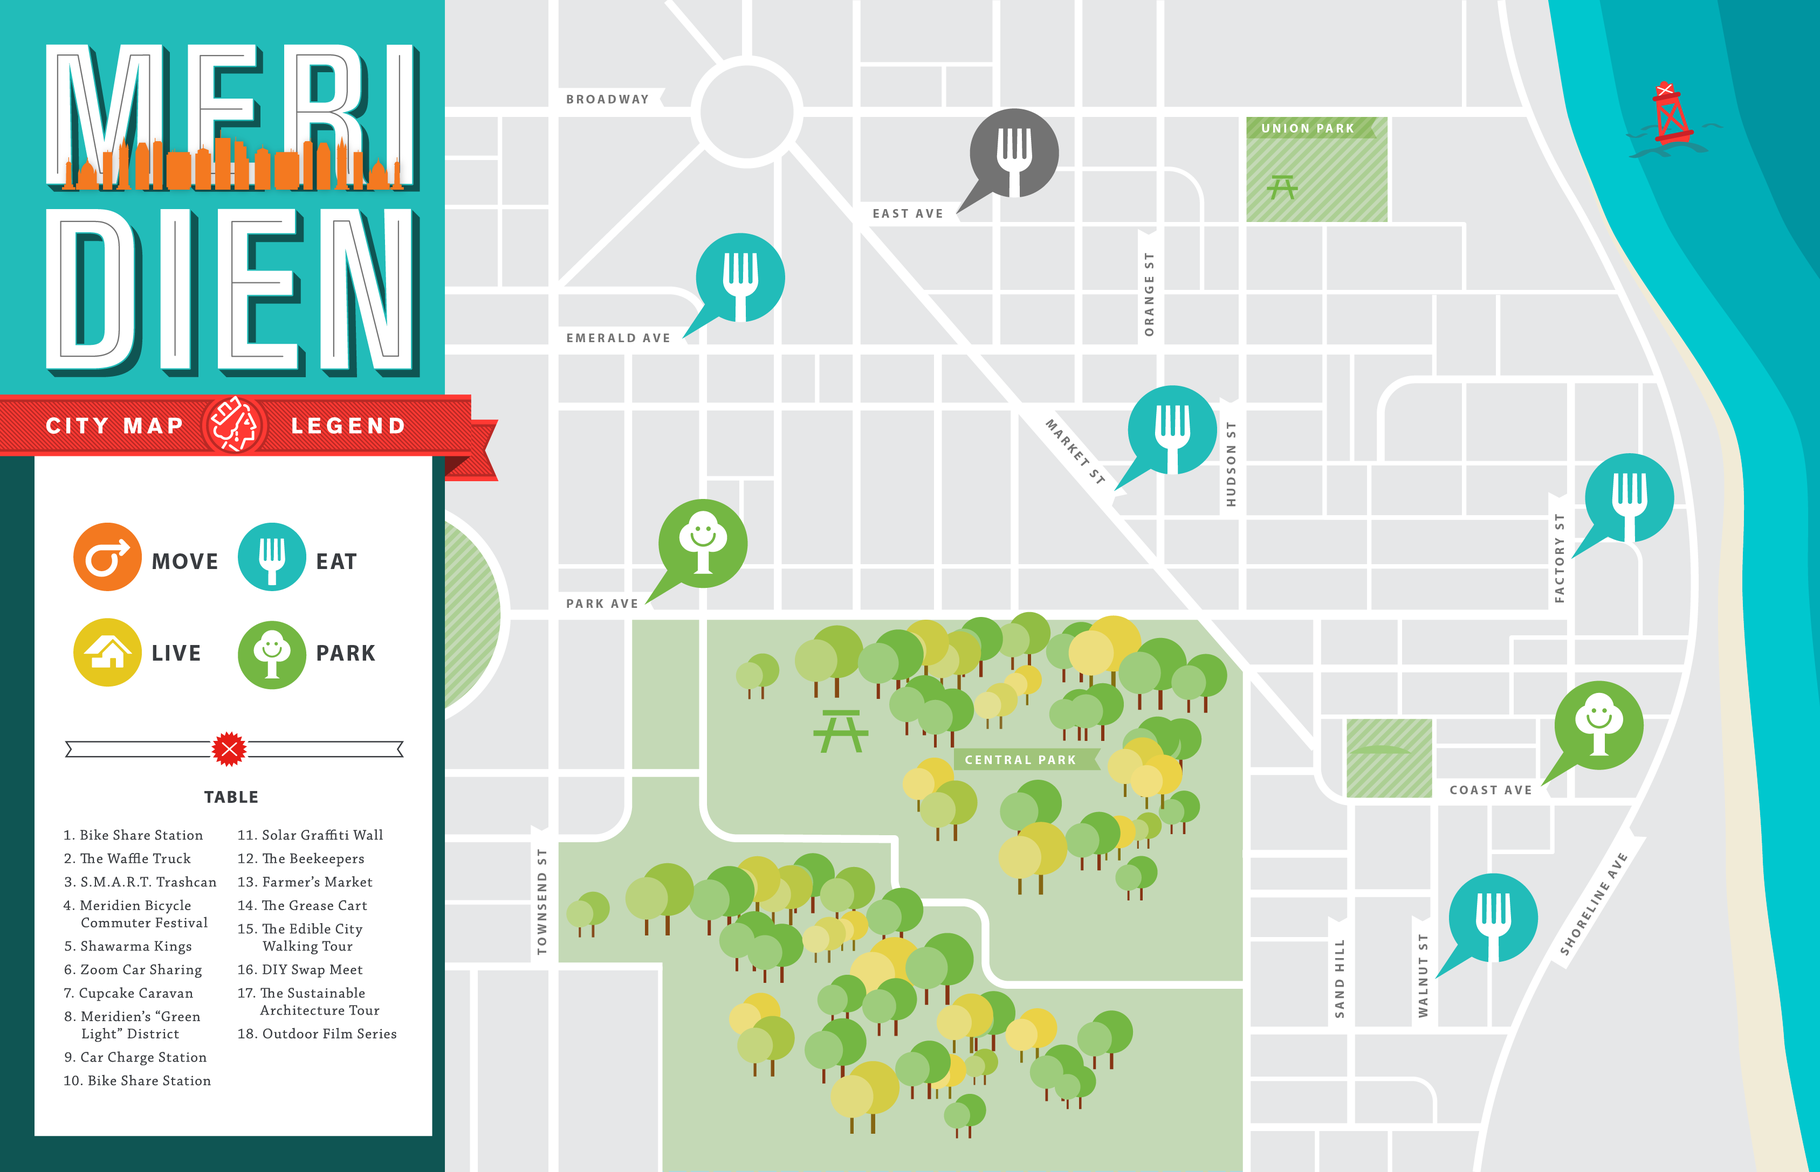 MERI
DIEN
CITY MAP LEGEND
MOVE
EAT
LIVE
PARK
TABLE
1. Bike Share Station
2. The Waffle Truck
3. S.M.A.R.T. Trashcan
4. Meridien Bicycle
Commuter Festival
5. Shawarma Kings
6. Zoom Car Sharing
7. Cupcake Caravan
8. Meridien's “Green
Light” District
9. Car Charge Station
10. Bike Share Station
11. Solar Graffiti Wall
12. The Beekeepers
13. Farmer's Market
14. The Grease Cart
15. The Edible City
Walking Tour
16. DIY Swap Meet
17. The Sustainable
Architecture Tour
18. Outdoor Film Series
BROADWAY
UNION PARK
EAST AVE
ORANGE ST
EMERALD AVE
MARKET ST
HUDSON ST
FACTORY ST
PARK AVE
CENTRAL PARK
COAST AVE
TOWNSEND ST
SHORELINE AVE
SAND HILL
WALNUT ST